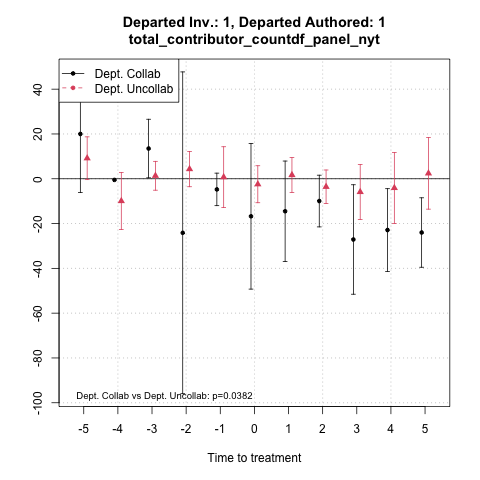 Departed Inv.: 1, Departed Authored: 1
total_contributor_countdf_panel_nyt
Dept. Collab
Dept. Uncollab
40
20
0
-20
-40
-60
-80
-100
Dept. Collab vs Dept. Uncollab: p=0.0382
-5 -4 -3 -2 -1 0 1 2 3 4 5
Time to treatment